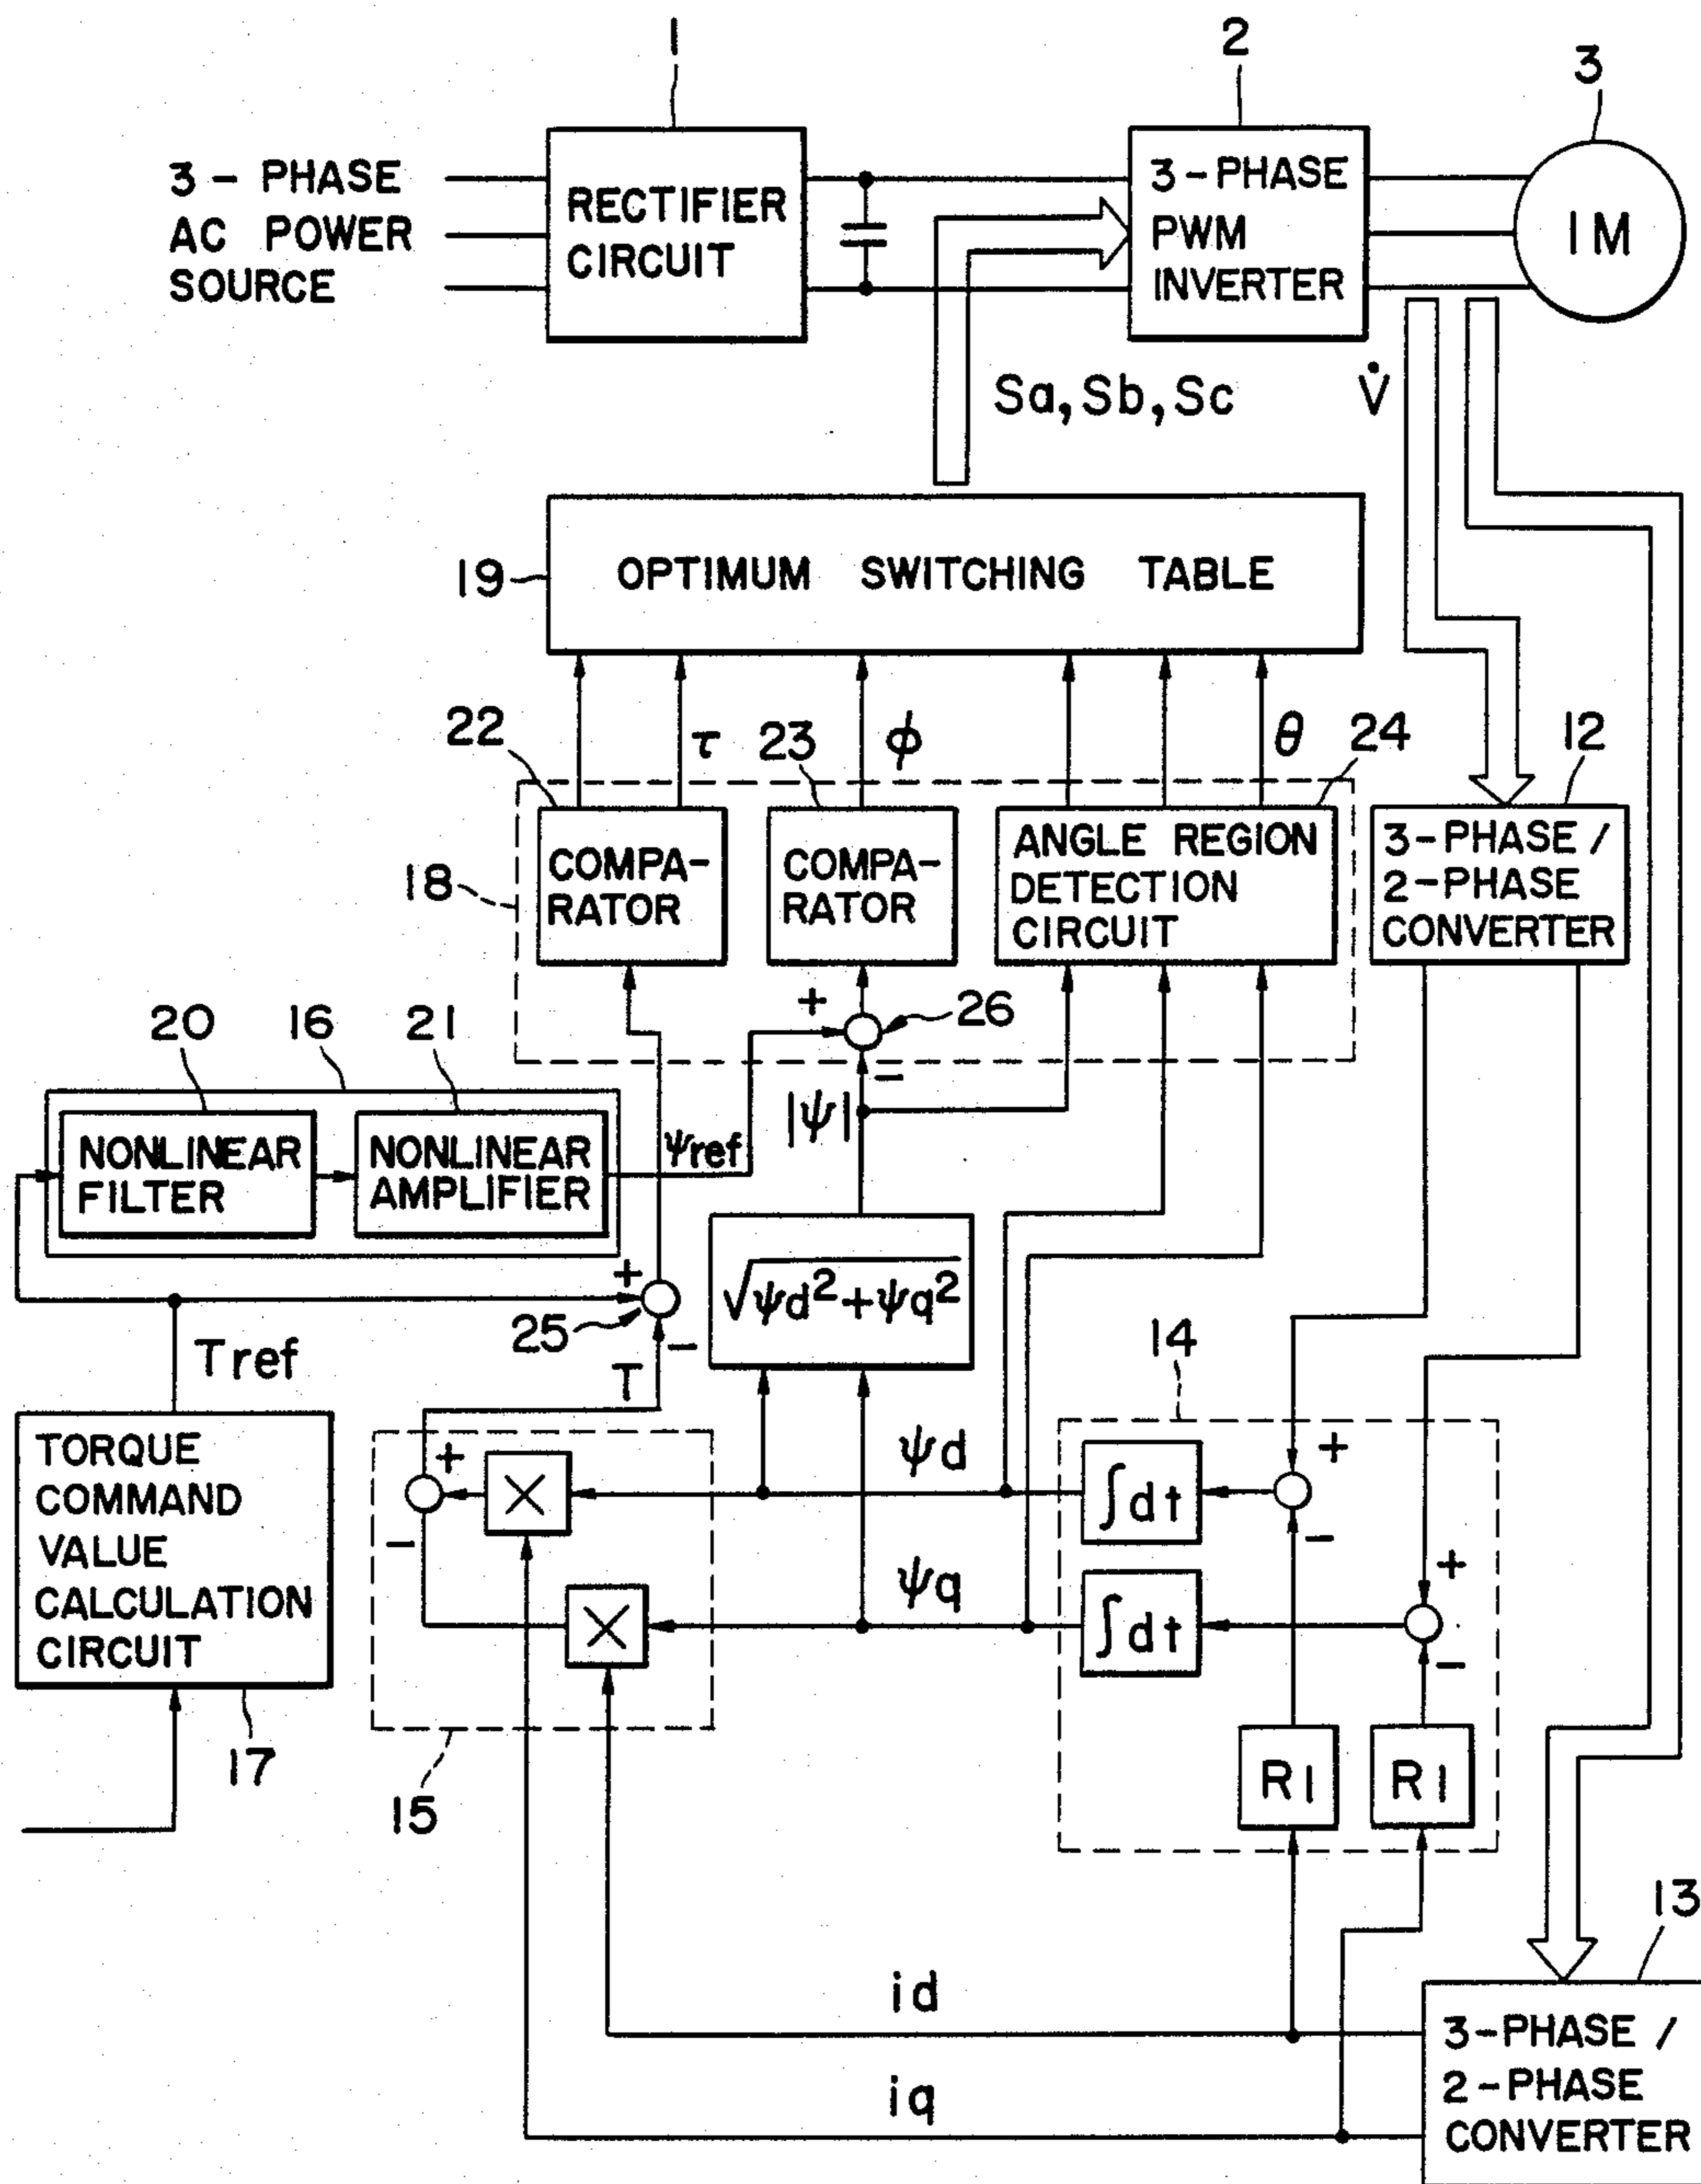 1
2
3
3 - PHASE
AC POWER
SOURCE
RECTIFIER
CIRCUIT
3-PHASE
PWM
INVERTER
IM
Sa, Sb, Sc
V̇
19
OPTIMUM SWITCHING TABLE
22
τ
23
ϕ
θ
24
12
18
COMPA-
RATOR
COMPA-
RATOR
ANGLE REGION
DETECTION
CIRCUIT
3-PHASE /
2-PHASE
CONVERTER
20
16
21
+
26
−
|ψ|
NONLINEAR
FILTER
NONLINEAR
AMPLIFIER
ψref
+
25
−
√ψd²+ψq²
14
Tref
T
TORQUE
COMMAND
VALUE
CALCULATION
CIRCUIT
+
×
−
×
ψd
ψq
∫dt
+
−
∫dt
+
−
17
15
R1
R1
13
id
iq
3-PHASE /
2-PHASE
CONVERTER